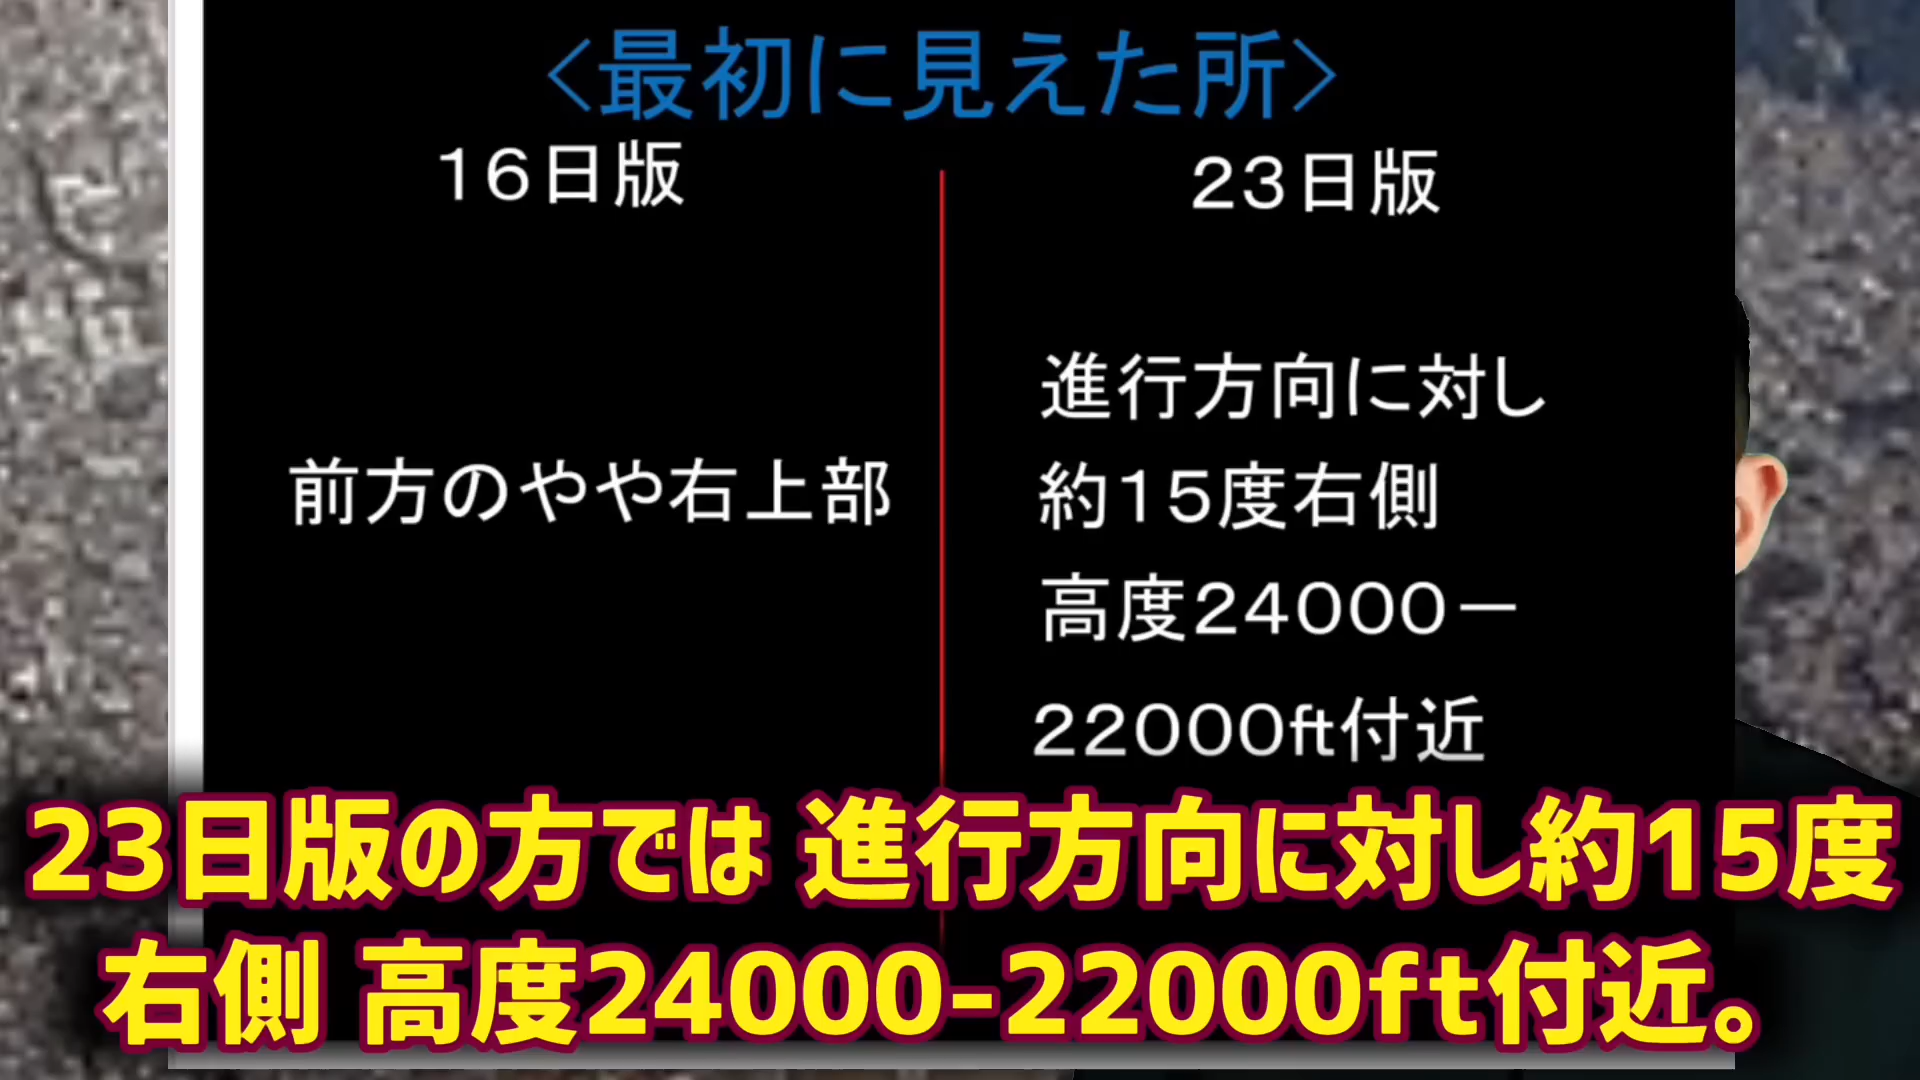 <最初に見えた所>
16日版
23日版
前方のやや右上部
進行方向に対し
約15度右側
高度24000ー
22000ft付近
23日版の方では 進行方向に対し約15度
右側 高度24000-22000ft付近。